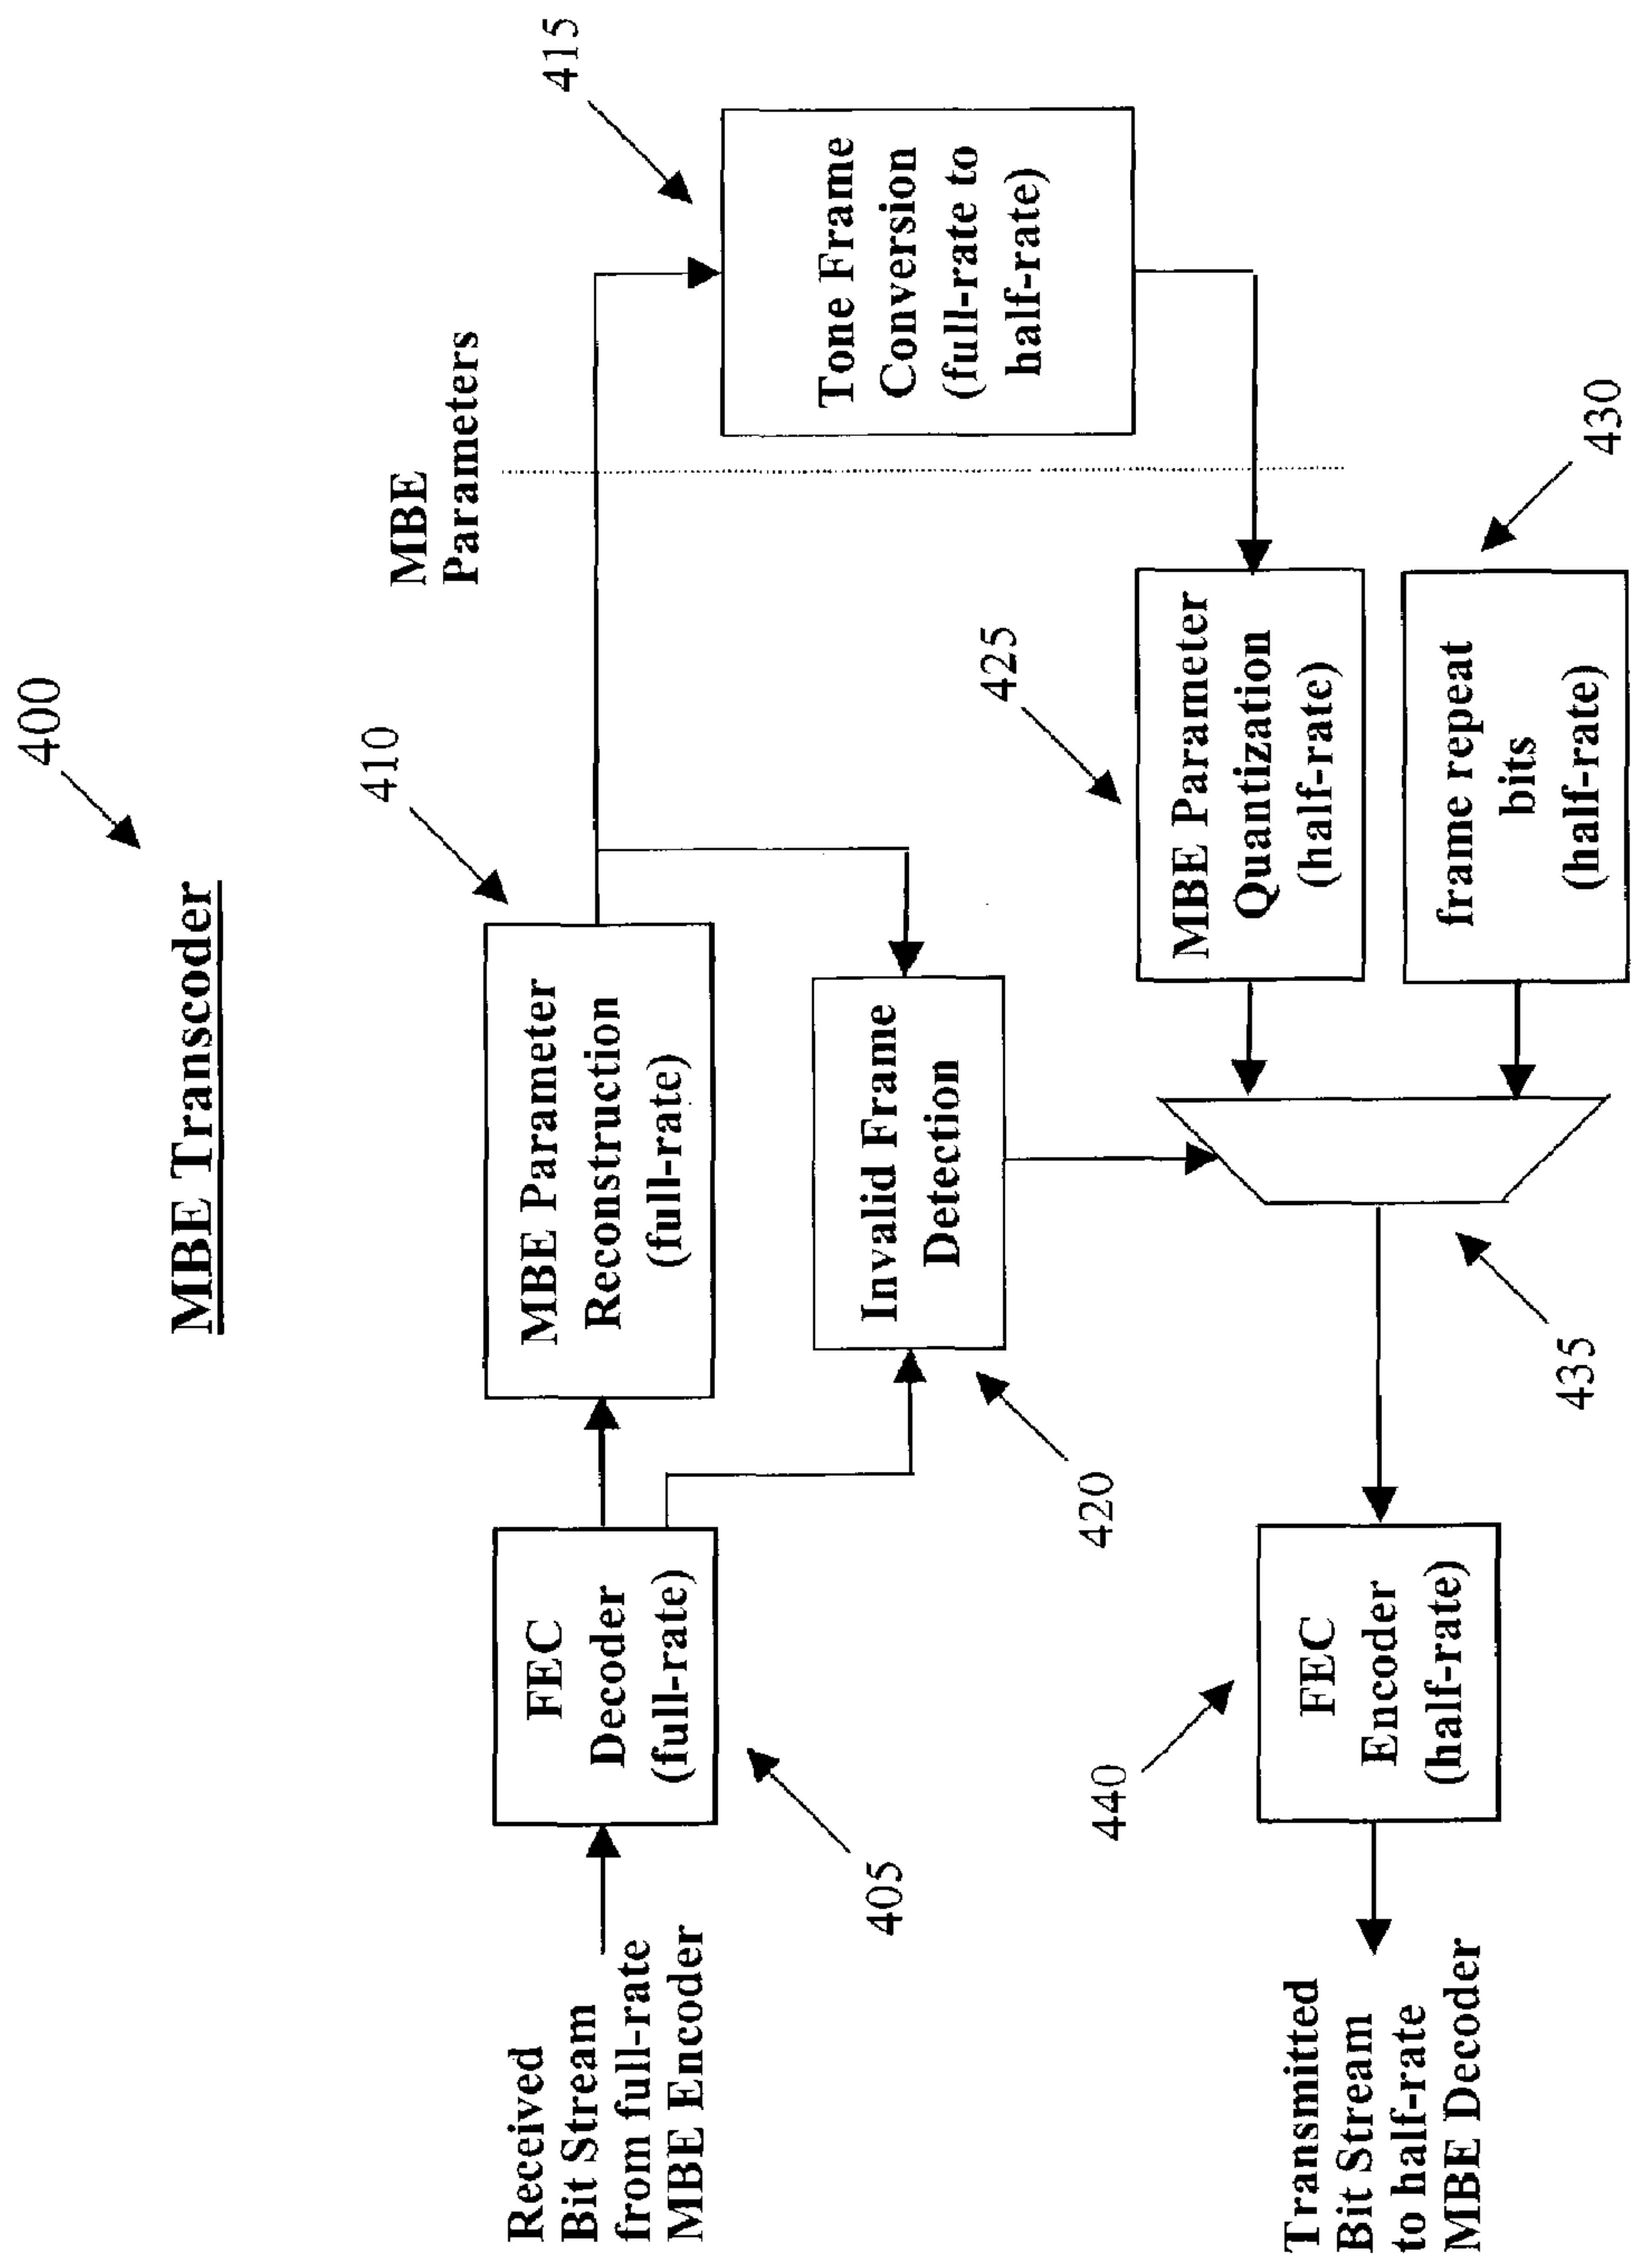 400
MBE Transcoder
Received
Bit Stream
from full-rate
MBE Encoder
405
FEC
Decoder
(full-rate)
410
MBE Parameter
Reconstruction
(full-rate)
MBE
Parameters
415
Tone Frame
Conversion
(full-rate to
half-rate)
420
Invalid Frame
Detection
425
MBE Parameter
Quantization
(half-rate)
430
frame repeat
bits
(half-rate)
435
440
FEC
Encoder
(half-rate)
Transmitted
Bit Stream
to half-rate
MBE Decoder